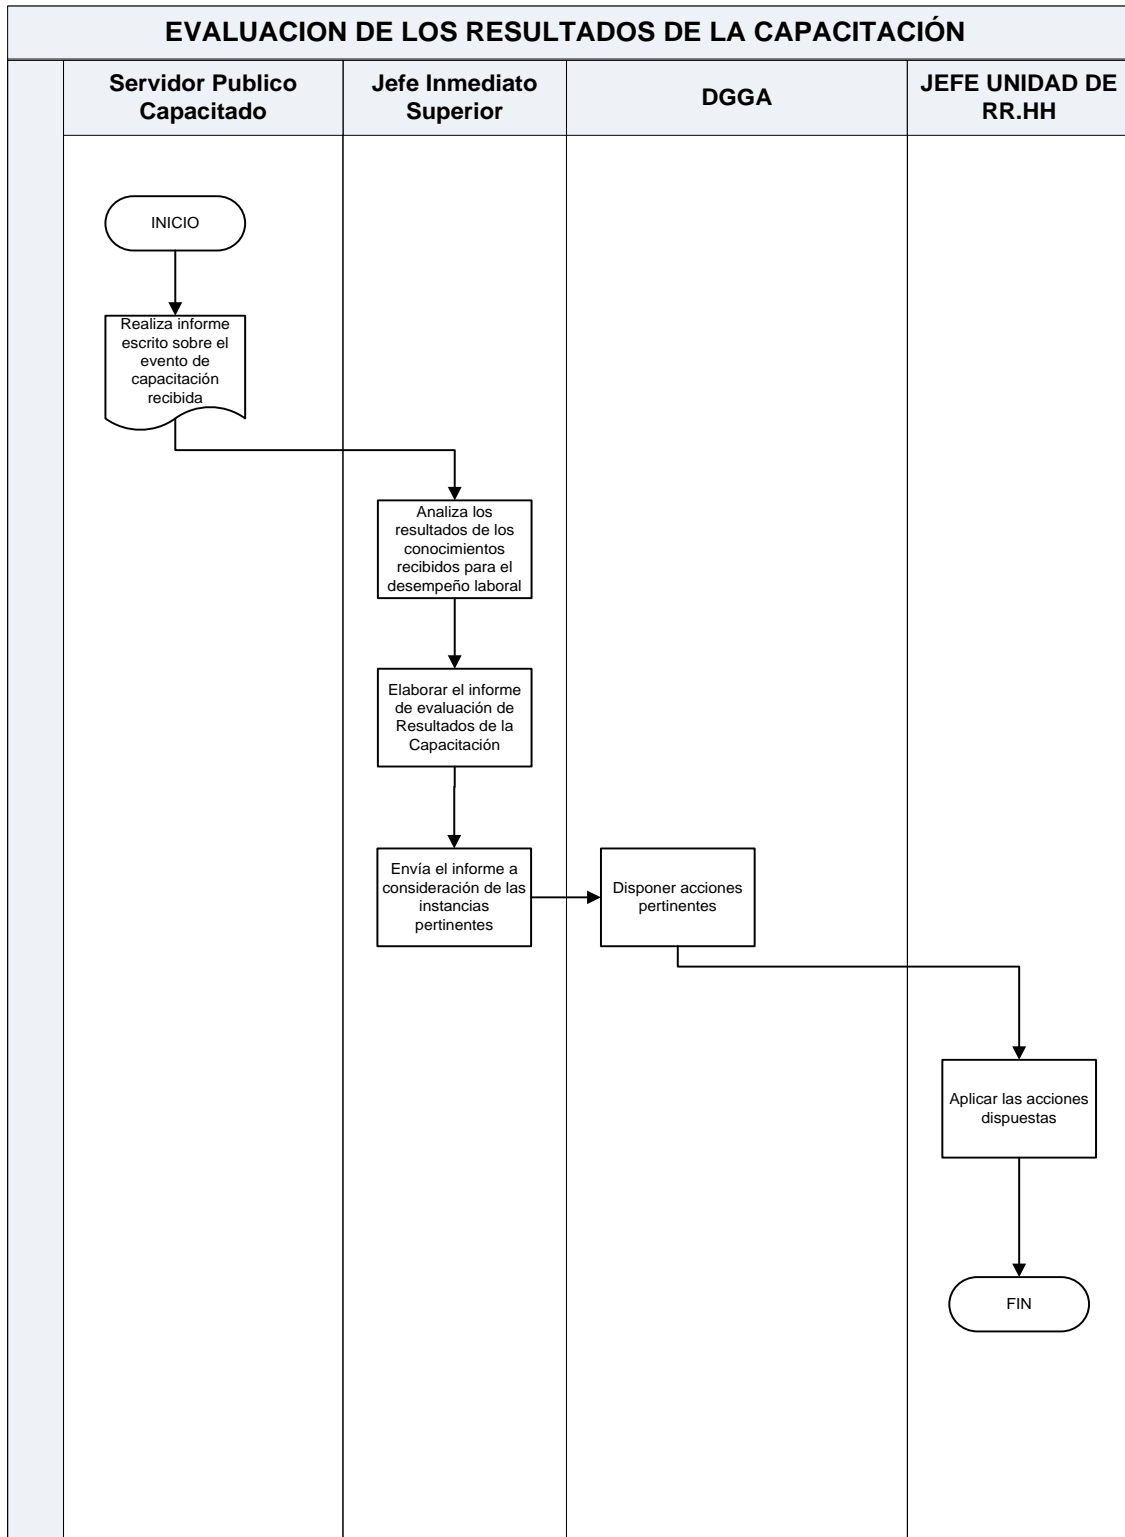 EVALUACION DE LOS RESULTADOS DE LA CAPACITACIÓN
Servidor Publico
Capacitado
Jefe Inmediato
Superior
DGGA
JEFE UNIDAD DE
RR.HH
INICIO
Realiza informe
escrito sobre el
evento de
capacitación
recibida
Analiza los
resultados de los
conocimientos
recibidos para el
desempeño laboral
Elaborar el informe
de evaluación de
Resultados de la
Capacitación
Envía el informe a
consideración de las
instancias
pertinentes
Disponer acciones
pertinentes
Aplicar las acciones
dispuestas
FIN